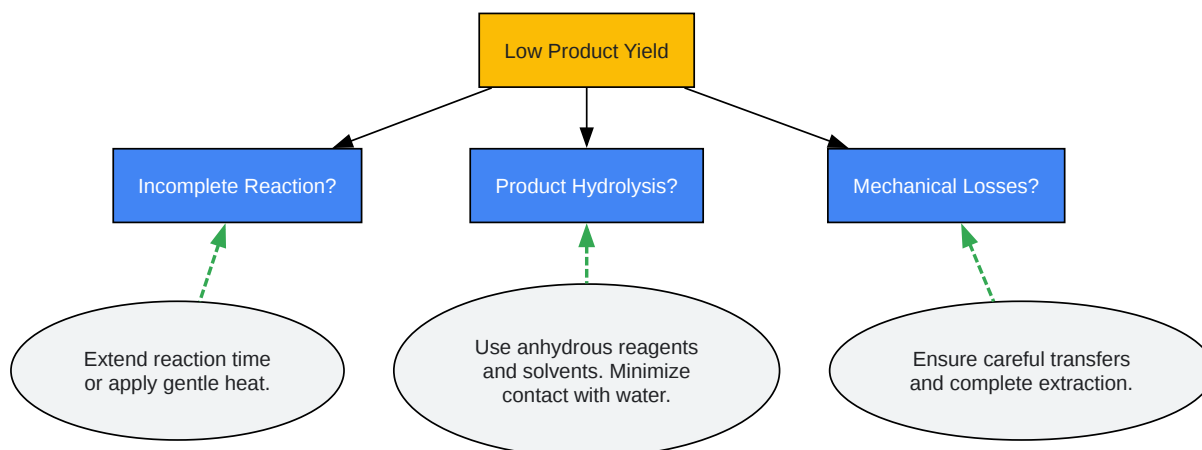 Low Product Yield
Incomplete Reaction?
Product Hydrolysis?
Mechanical Losses?
Extend reaction time
or apply gentle heat.
Use anhydrous reagents
and solvents. Minimize
contact with water.
Ensure careful transfers
and complete extraction.